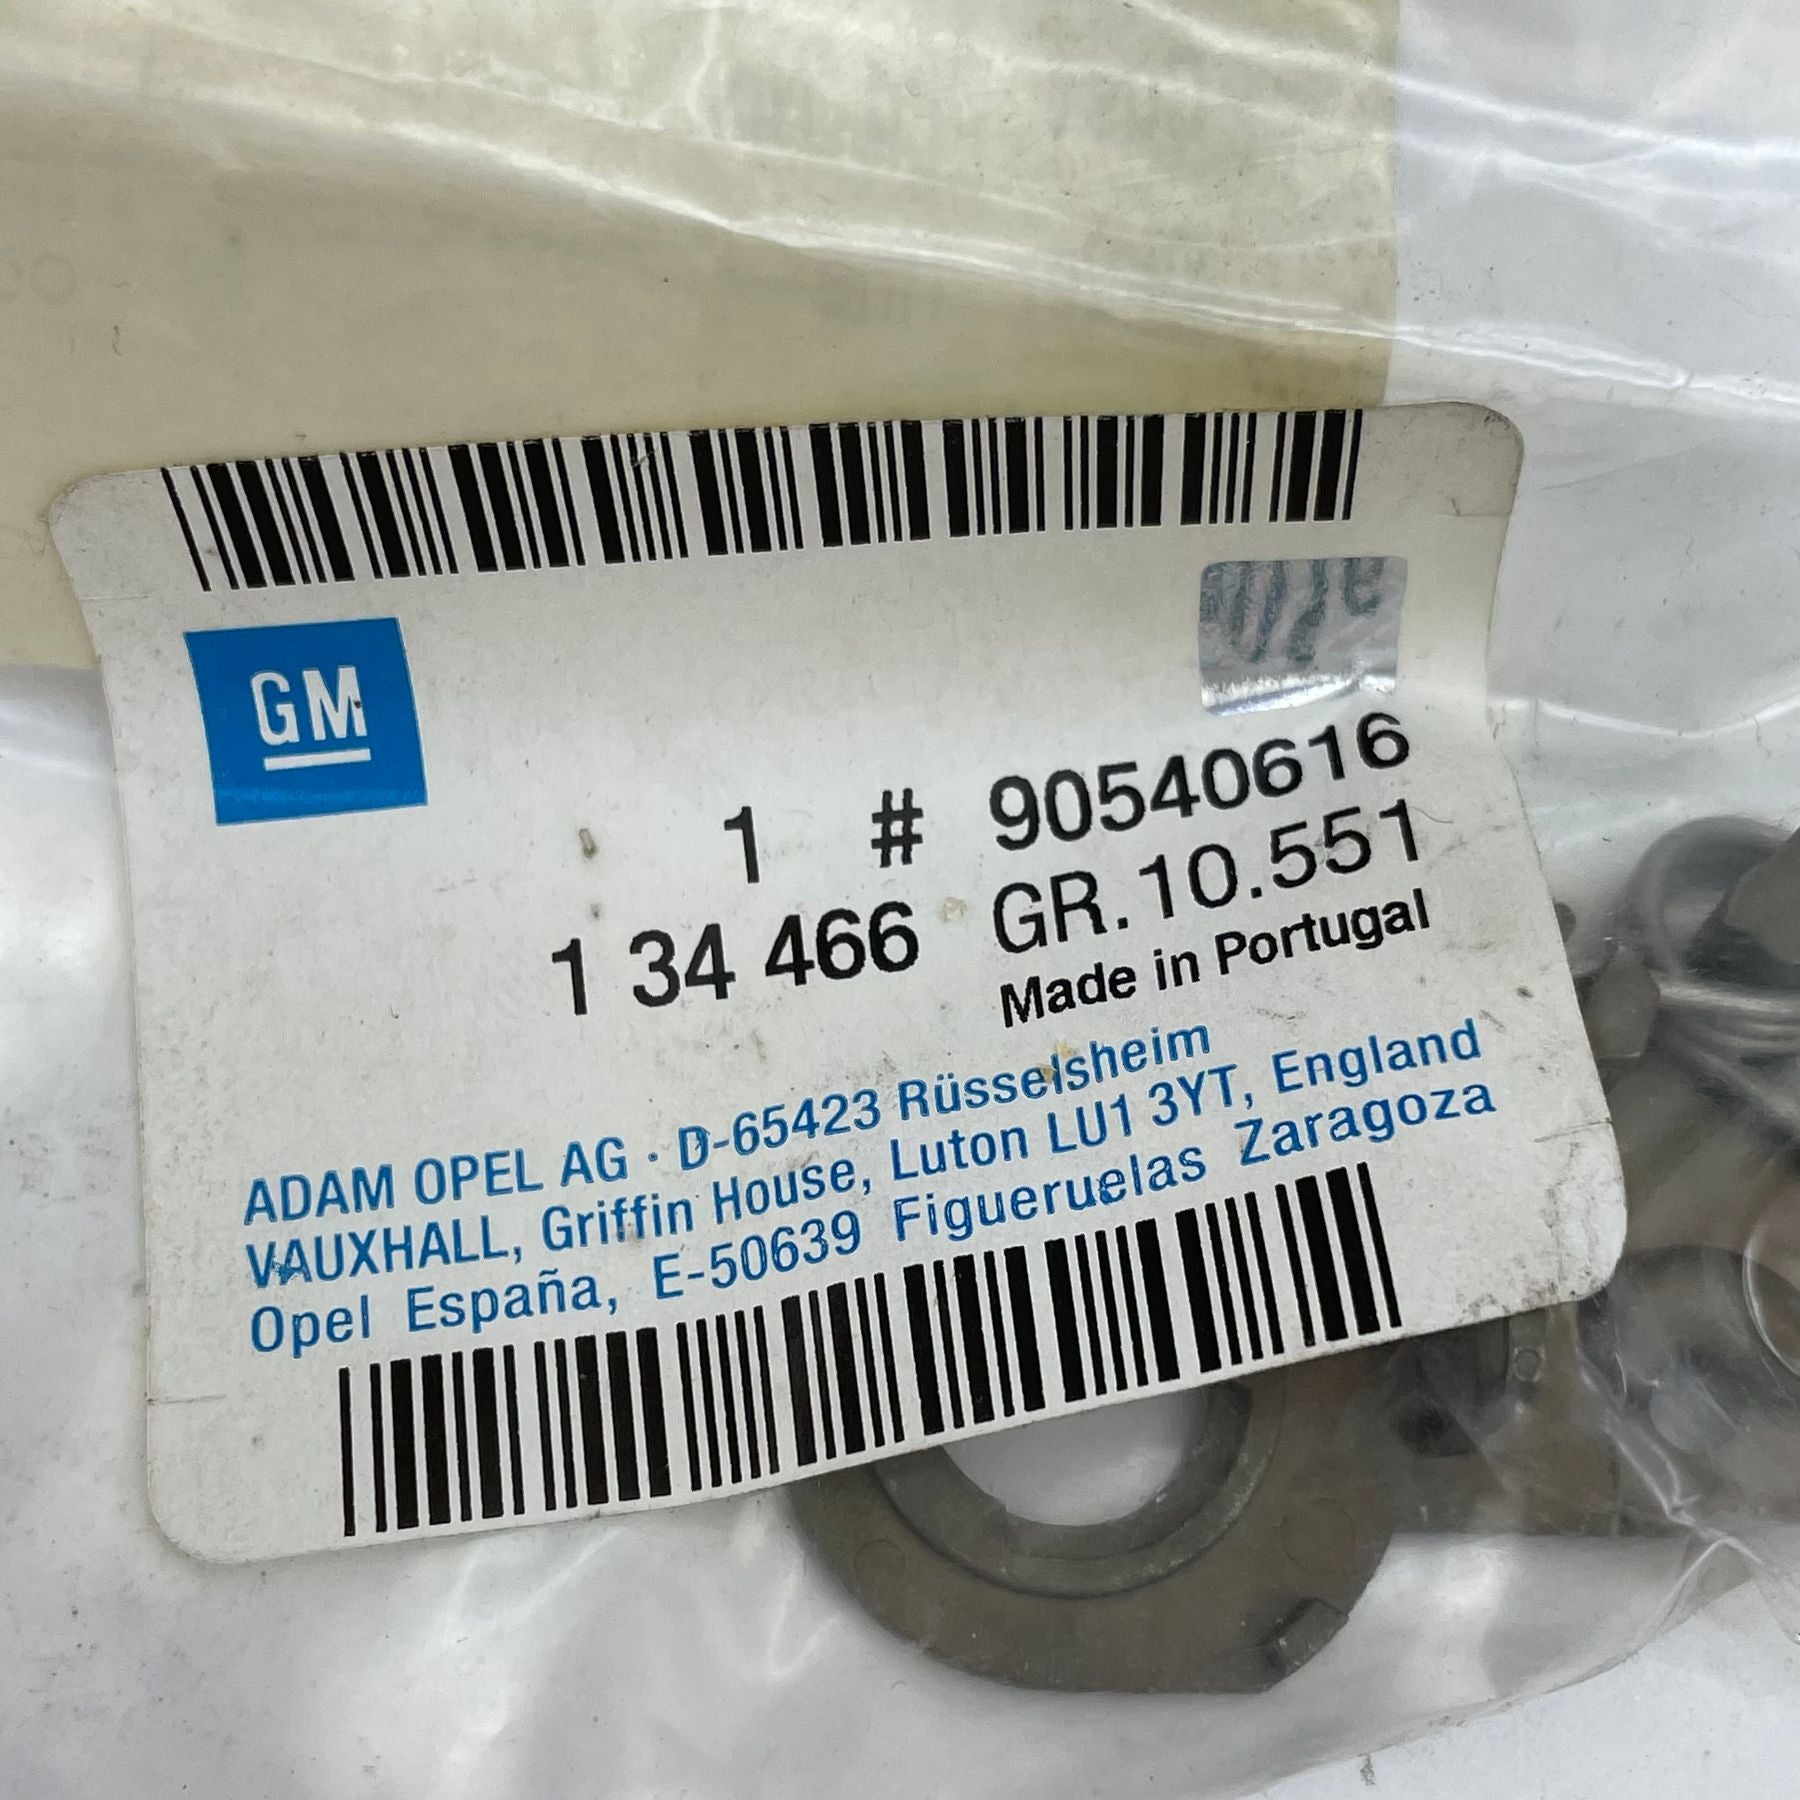 GM
1 # 90540616
1 34 466 GR.10.551
Made in Portugal
ADAM OPEL AG · D-65423 Rüsselsheim
VAUXHALL, Griffin House, Luton LU1 3YT, England
Opel España, E-50639 Figueruelas Zaragoza